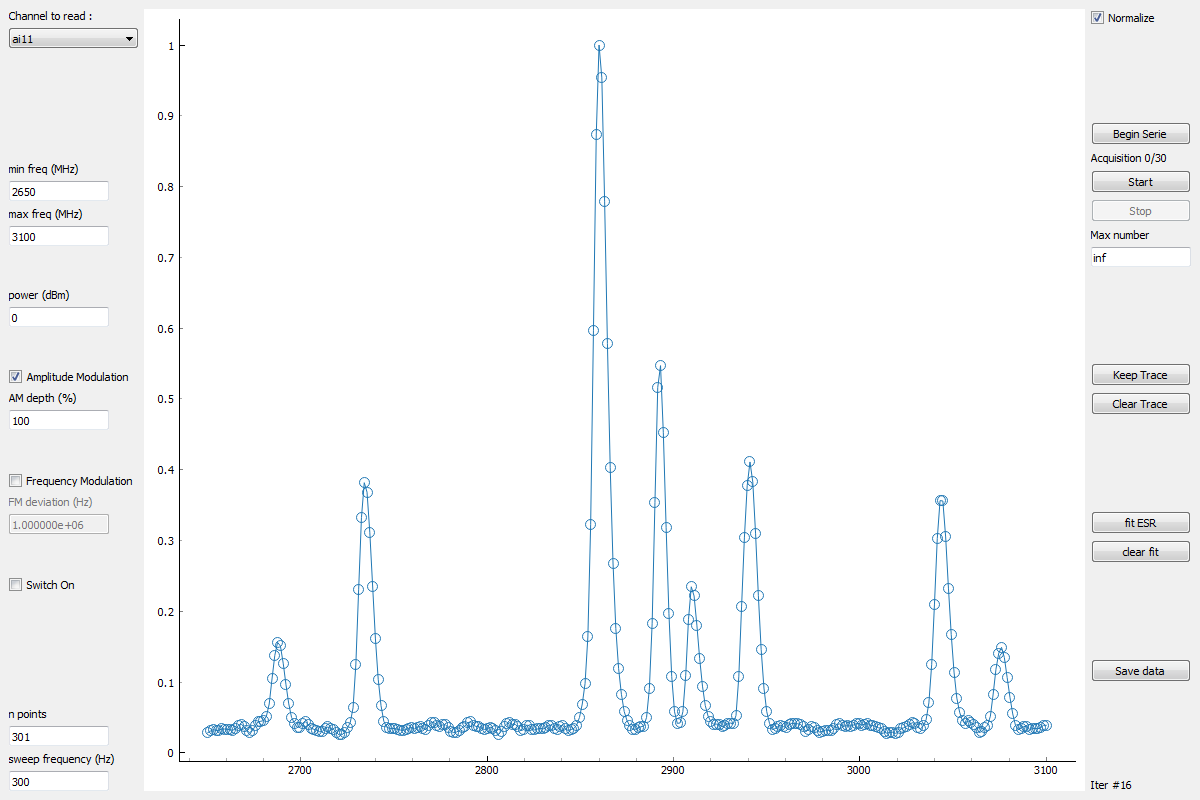 Channel to read :
ai11
min freq (MHz)
2650
max freq (MHz)
3100
power (dBm)
0
Amplitude Modulation
AM depth (%)
100
Frequency Modulation
FM deviation (Hz)
1.000000e+06
Switch On
n points
301
sweep frequency (Hz)
300
1
0.9
0.8
0.7
0.6
0.5
0.4
0.3
0.2
0.1
0
2700 2800 2900 3000 3100
Normalize
Begin Serie
Acquisition 0/30
Start
Stop
Max number
inf
Keep Trace
Clear Trace
fit ESR
clear fit
Save data
Iter #16